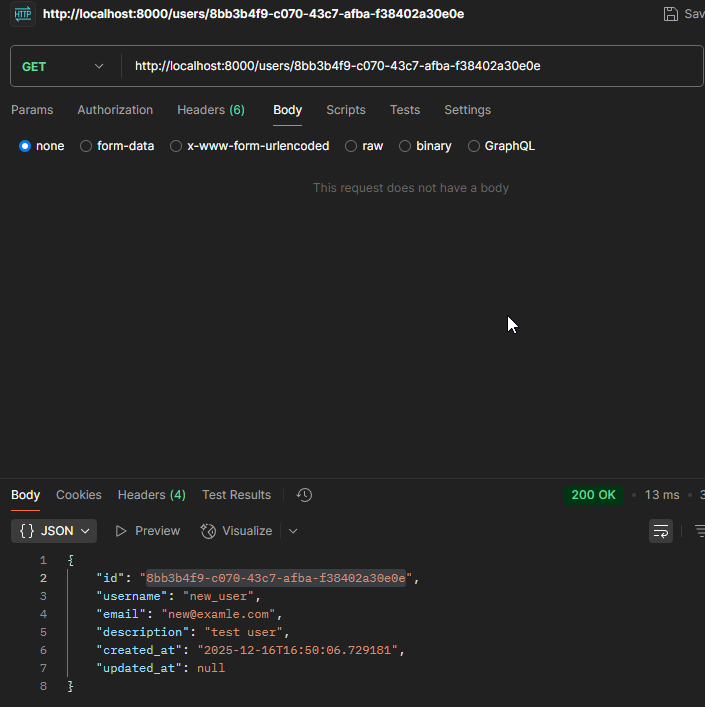 HTTP http://localhost:8000/users/8bb3b4f9-c070-43c7-afba-f38402a30e0e Sav
GET http://localhost:8000/users/8bb3b4f9-c070-43c7-afba-f38402a30e0e
Params Authorization Headers (6) Body Scripts Tests Settings
none form-data x-www-form-urlencoded raw binary GraphQL
This request does not have a body
Body Cookies Headers (4) Test Results 200 OK • 13 ms • 3
{ } JSON Preview Visualize
1 {
2 "id": "8bb3b4f9-c070-43c7-afba-f38402a30e0e",
3 "username": "new_user",
4 "email": "new@examle.com",
5 "description": "test user",
6 "created_at": "2025-12-16T16:50:06.729181",
7 "updated_at": null
8 }